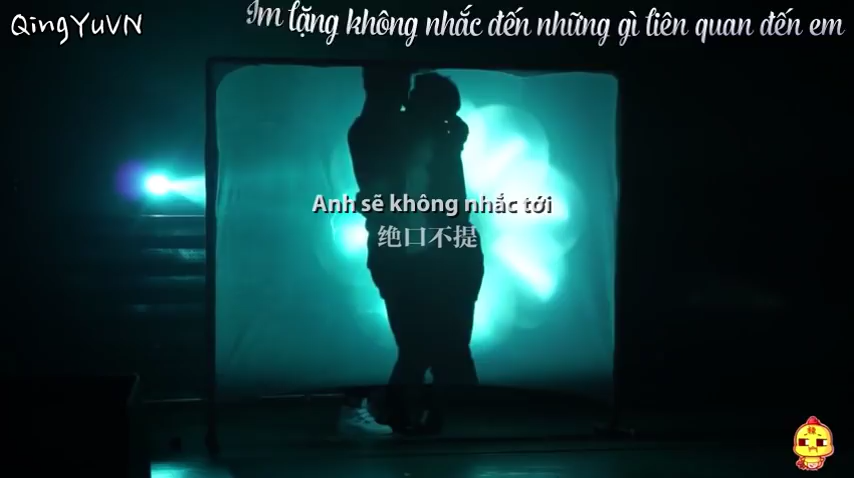 QingYuVN
Im lặng không nhắc đến những gì liên quan đến em
Anh sẽ không nhắc tới
绝口不提